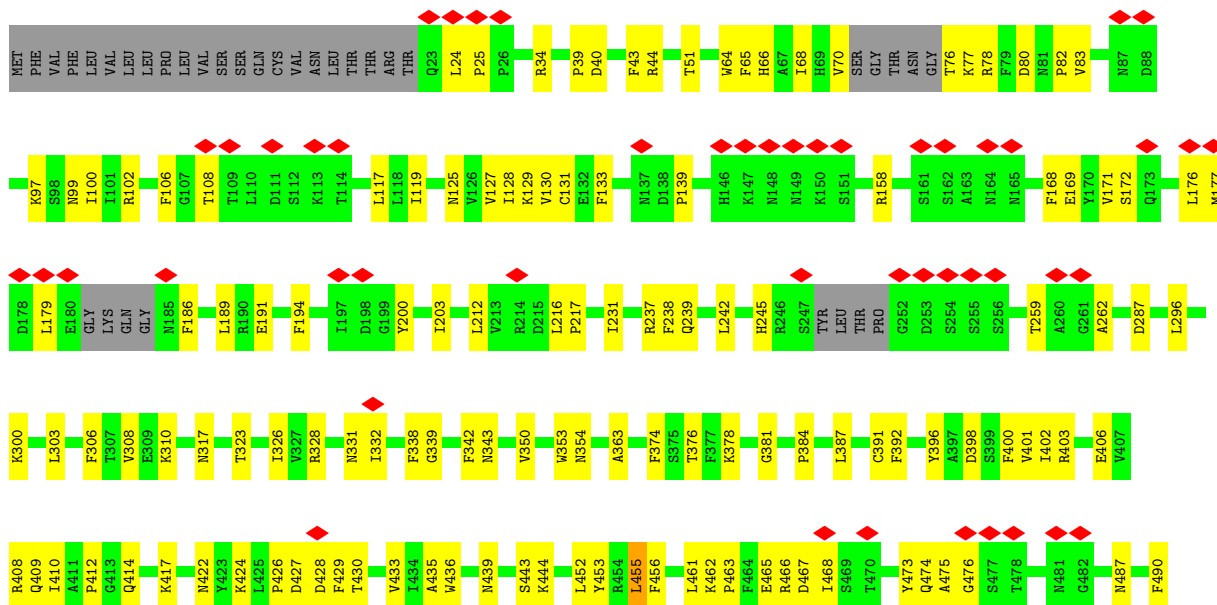 MET PHE VAL PHE LEU VAL LEU LEU PRO LEU VAL SER SER GLN CYS VAL ASN LEU THR THR ARG THR Q23 L24 P25 P26 R34 P39 D40 F43 R44 T51 W64 F65 H66 A67 I68 H69 V70 SER GLY THR ASN GLY T76 K77 R78 F79 D80 N81 P82 V83 N87 D88
K97 S98 N99 I100 I101 R102 F106 G107 T108 T109 L110 D111 S112 K113 T114 L117 L118 I119 N125 V126 V127 I128 K129 V130 C131 E132 F133 N137 D138 P139 H146 K147 N148 N149 K150 S151 R158 S161 S162 A163 N164 N165 F168 E169 Y170 V171 S172 Q173 L176 M177
D178 L179 E180 GLY LYS GLN GLY N185 F186 L189 R190 E191 F194 I197 D198 G199 Y200 I203 L212 V213 R214 D215 L216 P217 I231 R237 F238 Q239 L242 H245 R246 S247 TYR LEU THR PRO G252 D253 S254 S255 S256 T259 A260 G261 A262 D287 L296
K300 L303 F306 T307 V308 E309 K310 N317 T323 I326 V327 R328 N331 I332 F338 G339 F342 N343 V350 W353 N354 A363 F374 S375 T376 F377 K378 G381 P384 L387 C391 F392 Y396 A397 D398 S399 F400 V401 I402 R403 E406 V407
R408 Q409 I410 A411 P412 G413 Q414 K417 N422 Y423 K424 L425 P426 D427 D428 F429 T430 V433 I434 A435 W436 N439 S443 K444 L452 Y453 R454 L455 F456 L461 K462 P463 F464 E465 R466 D467 I468 S469 T470 Y473 Q474 A475 G476 S477 T478 N481 G482 N487 F490